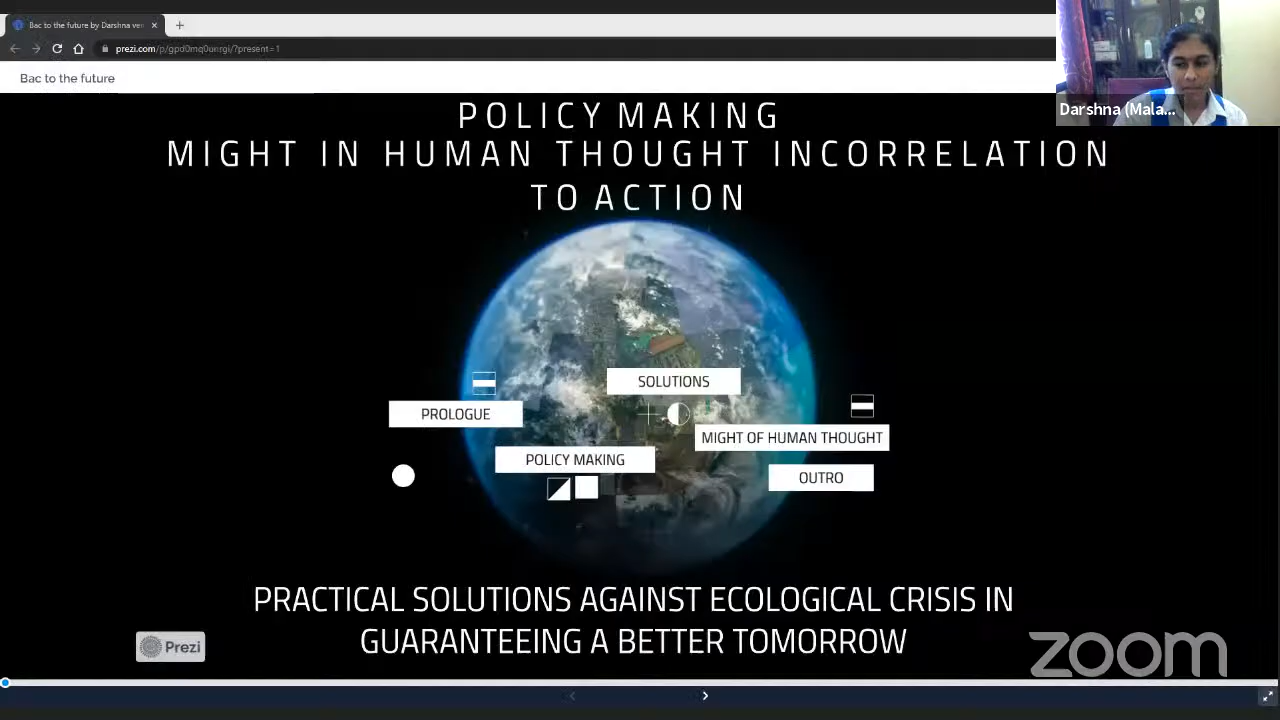 Bac to the future by Darshna ve
prezi.com/p/gpd0mq0unrgi/?present=1
Bac to the future
Darshna (Mala...
POLICY MAKING
MIGHT IN HUMAN THOUGHT INCORRELATION
TO ACTION
SOLUTIONS
PROLOGUE
MIGHT OF HUMAN THOUGHT
POLICY MAKING
OUTRO
PRACTICAL SOLUTIONS AGAINST ECOLOGICAL CRISIS IN
GUARANTEEING A BETTER TOMORROW
Prezi
zoom